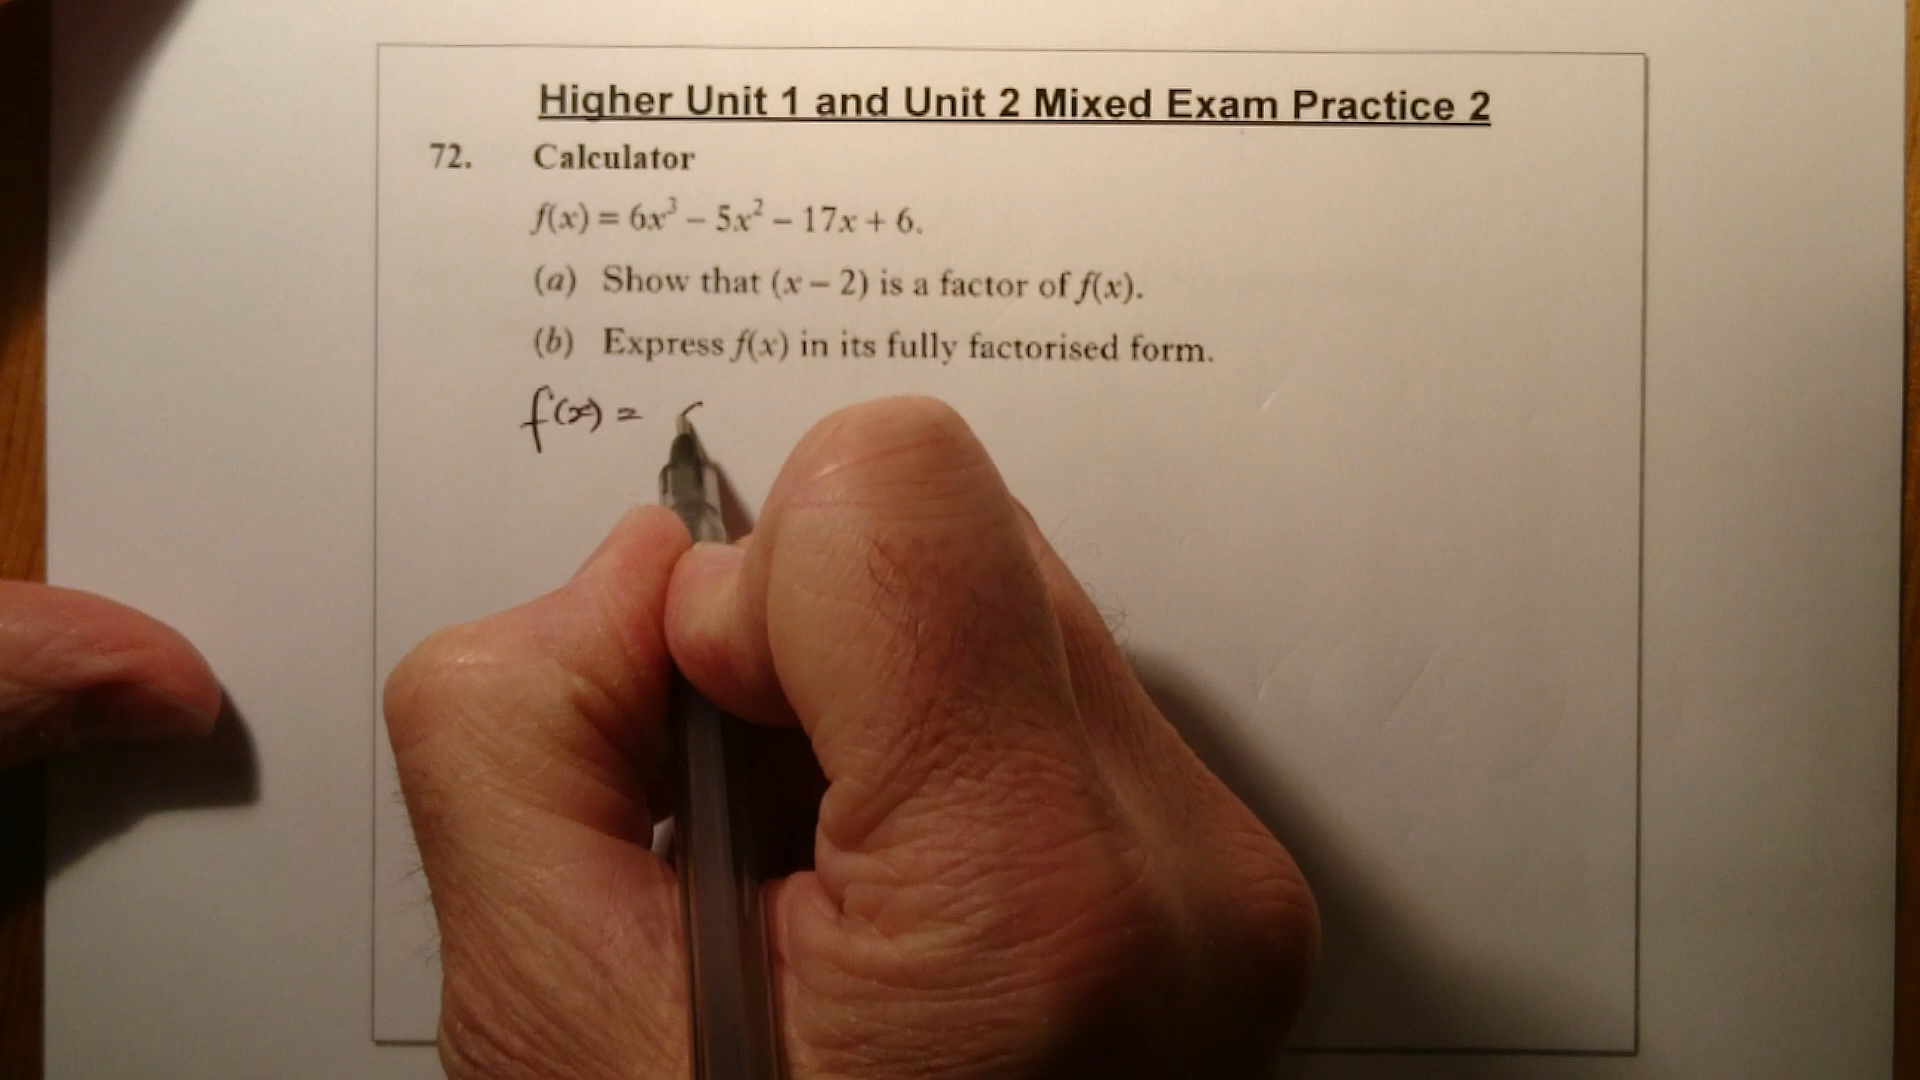 Higher Unit 1 and Unit 2 Mixed Exam Practice 2
72. Calculator
f(x) = 6x³ – 5x² – 17x + 6.
(a) Show that (x – 2) is a factor of f(x).
(b) Express f(x) in its fully factorised form.
f(x) =